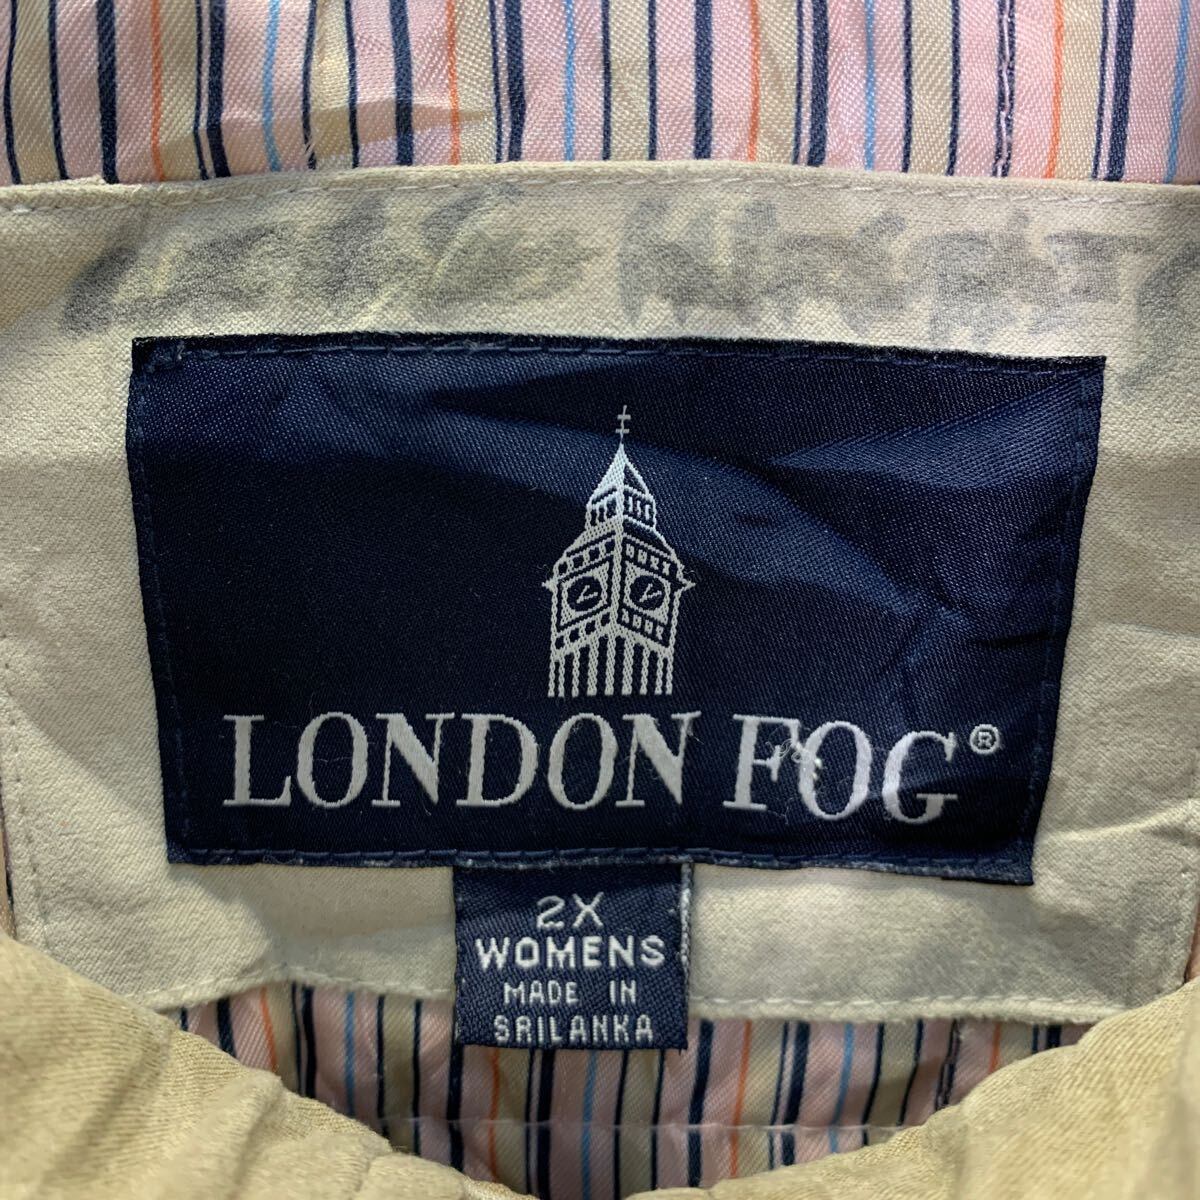 LONDON FOG®
2X
WOMENS
MADE IN
SRILANKA